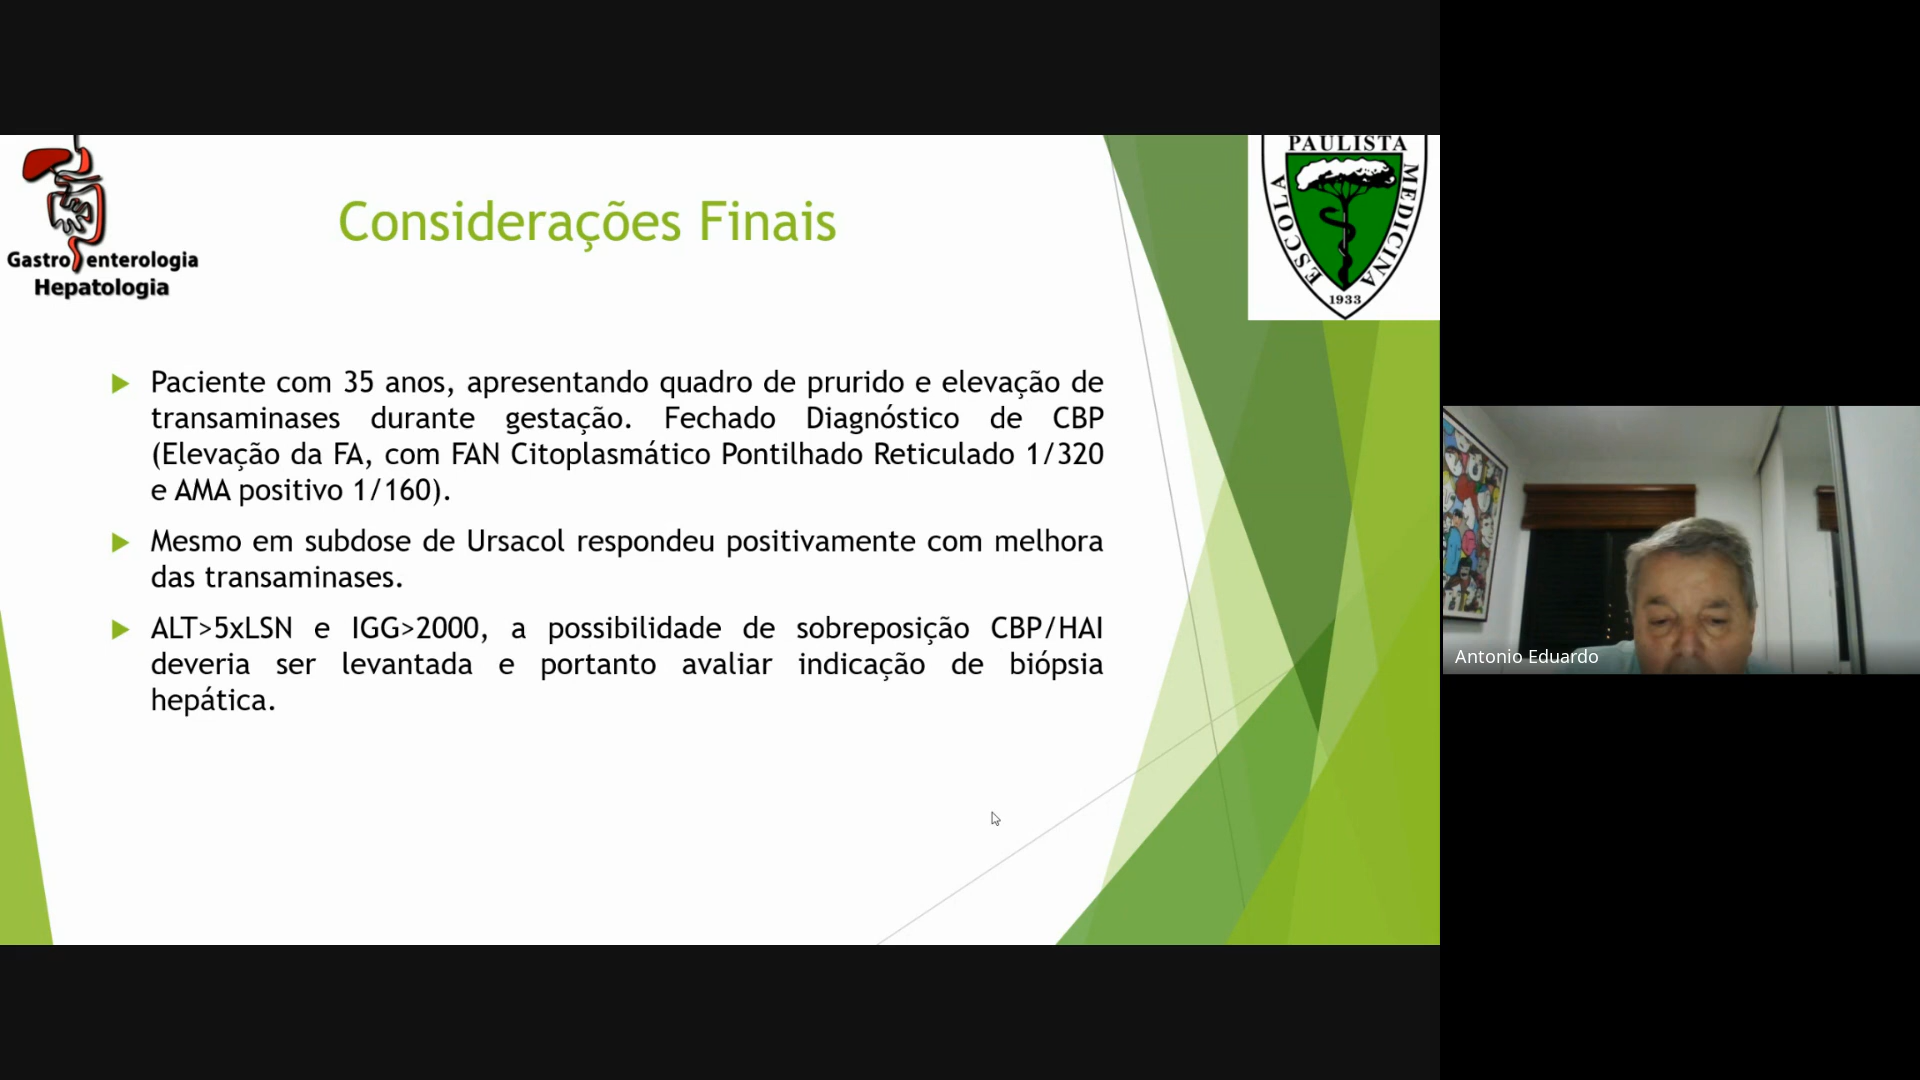 Gastroenterologia
Hepatologia
Considerações Finais
ESCOLA PAULISTA MEDICINA
1933
Paciente com 35 anos, apresentando quadro de prurido e elevação de
transaminases durante gestação. Fechado Diagnóstico de CBP
(Elevação da FA, com FAN Citoplasmático Pontilhado Reticulado 1/320
e AMA positivo 1/160).
Mesmo em subdose de Ursacol respondeu positivamente com melhora
das transaminases.
ALT>5xLSN e IGG>2000, a possibilidade de sobreposição CBP/HAI
deveria ser levantada e portanto avaliar indicação de biópsia
hepática.
Antonio Eduardo